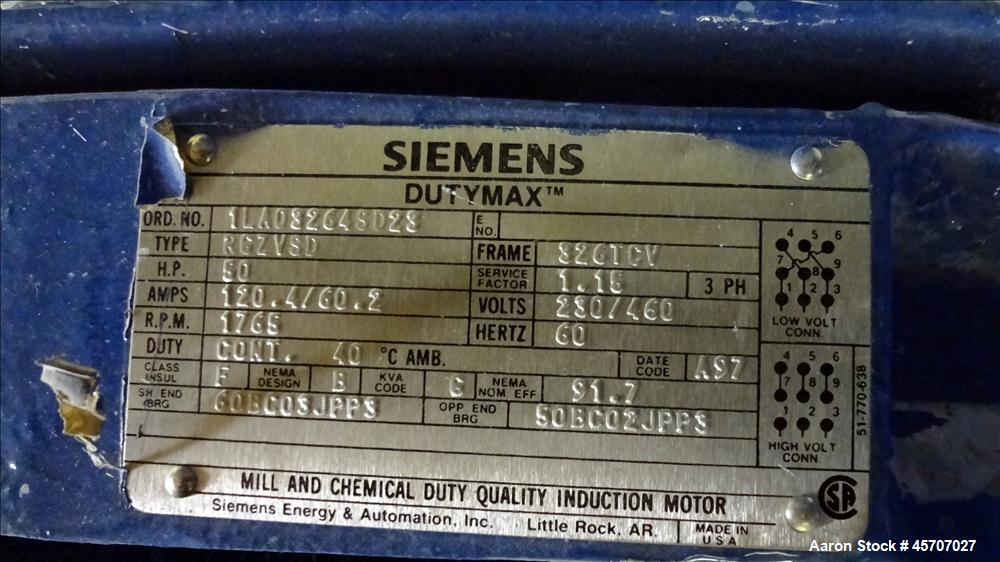 SIEMENS
DUTYMAX™
ORD. NO. 1LA03264SD23 E NO.
TYPE RGZVSD FRAME 326TCV
H.P. 50 SERVICE FACTOR 1.15 3 PH
AMPS 120.4/60.2 VOLTS 230/460
R.P.M. 1765 HERTZ 60
DUTY CONT. 40 °C AMB. DATE CODE A97
CLASS INSUL F NEMA DESIGN B KVA CODE G NEMA NOM EFF 91.7
SH END BRG 60BC03JPP3 OPP END BRG 50BC02JPP3
4 5 6
7 8 9
1 2 3
LOW VOLT
CONN.
4 5 6
7 8 9
1 2 3
HIGH VOLT
CONN.
51-770-638
MILL AND CHEMICAL DUTY QUALITY INDUCTION MOTOR
Siemens Energy & Automation, Inc. Little Rock, AR. MADE IN U S A
SA
Aaron Stock # 45707027